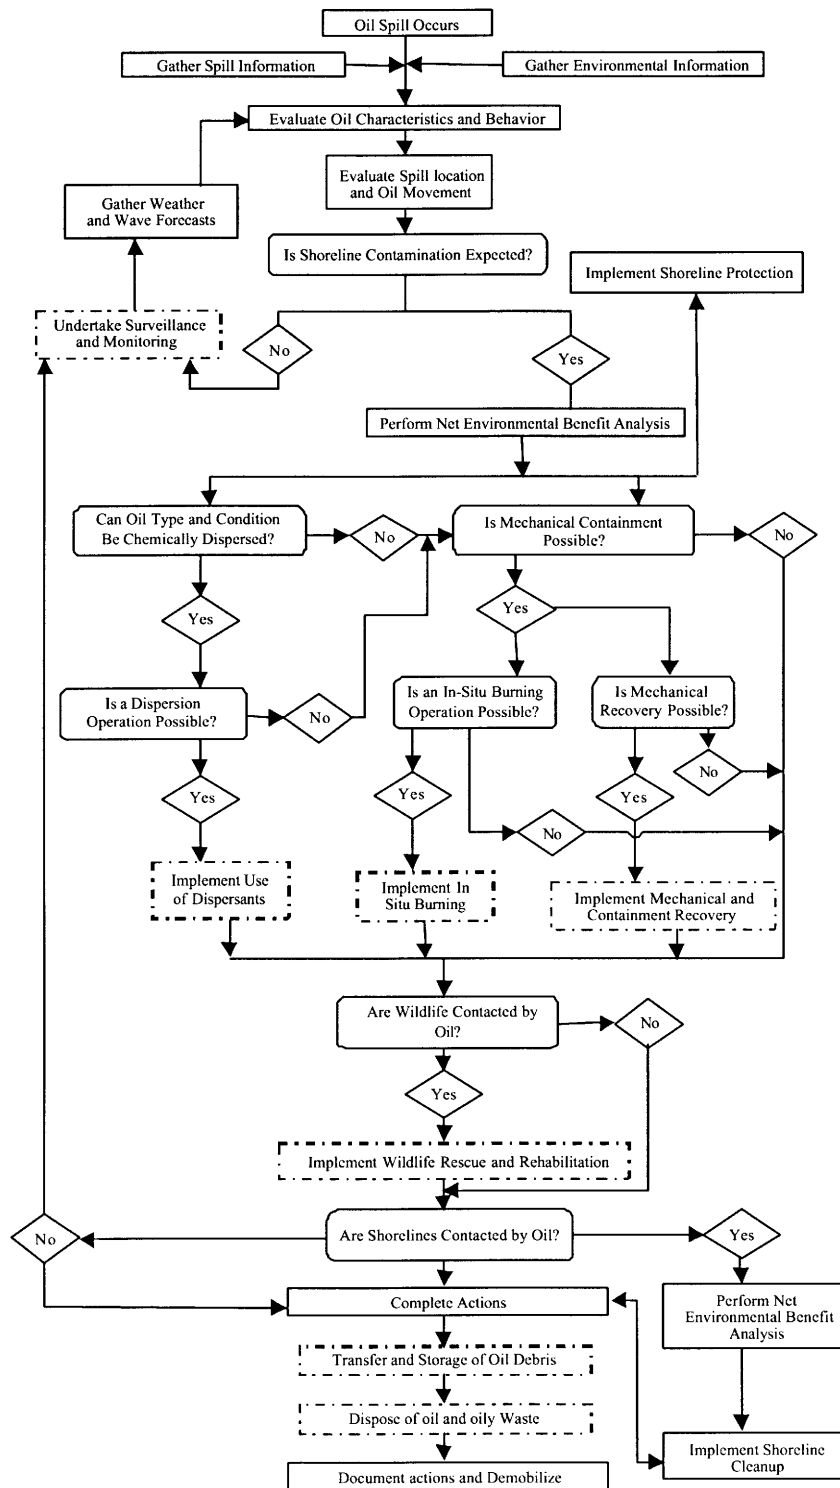 Oil Spill Occurs
Gather Spill Information
Gather Environmental Information
Evaluate Oil Characteristics and Behavior
Evaluate Spill location
and Oil Movement
Gather Weather
and Wave Forecasts
Is Shoreline Contamination Expected?
Implement Shoreline Protection
Undertake Surveillance
and Monitoring
No
Yes
Perform Net Environmental Benefit Analysis
Can Oil Type and Condition
Be Chemically Dispersed?
No
Is Mechanical Containment
Possible?
No
Yes
Yes
Is a Dispersion
Operation Possible?
No
Is an In-Situ Burning
Operation Possible?
Is Mechanical
Recovery Possible?
No
Yes
Yes
Yes
No
Implement Use
of Dispersants
Implement In
Situ Burning
Implement Mechanical and
Containment Recovery
Are Wildlife Contacted by
Oil?
No
Yes
Implement Wildlife Rescue and Rehabilitation
No
Are Shorelines Contacted by Oil?
Yes
Complete Actions
Perform Net
Environmental Benefit
Analysis
Transfer and Storage of Oil Debris
Dispose of oil and oily Waste
Implement Shoreline
Cleanup
Document actions and Demobilize